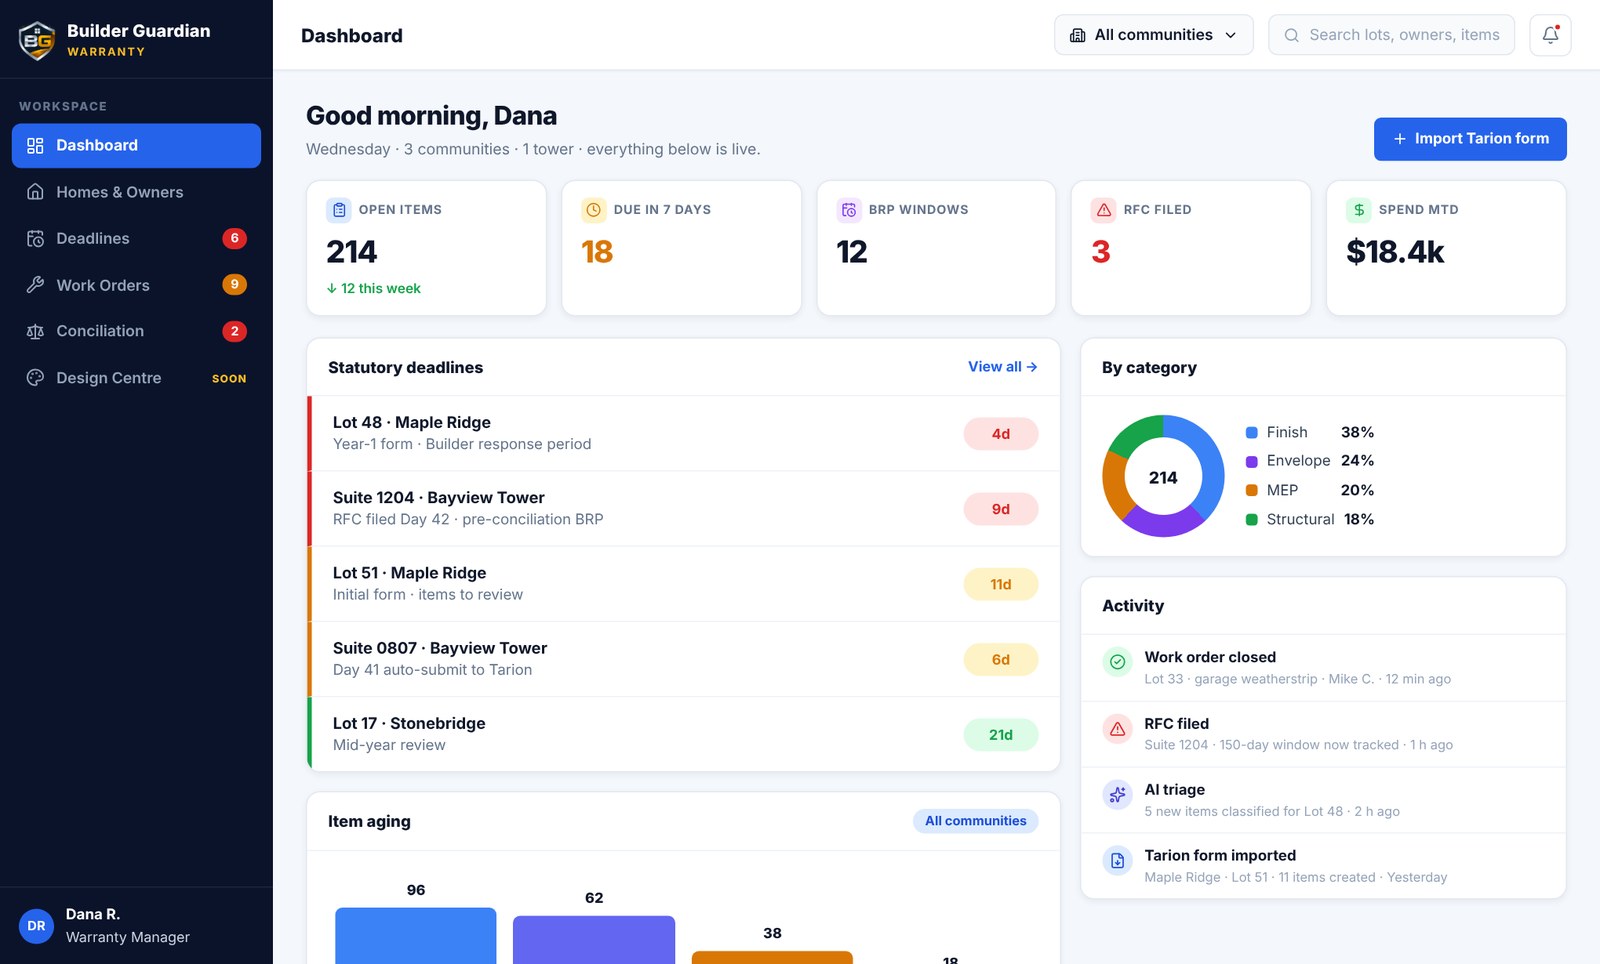 BG
Builder Guardian
WARRANTY
WORKSPACE
Dashboard
Homes & Owners
Deadlines 6
Work Orders 9
Conciliation 2
Design Centre SOON
DR
Dana R.
Warranty Manager
Dashboard
All communities
Search lots, owners, items
Good morning, Dana
Wednesday · 3 communities · 1 tower · everything below is live.
+ Import Tarion form
OPEN ITEMS
214
↓ 12 this week
DUE IN 7 DAYS
18
BRP WINDOWS
12
RFC FILED
3
SPEND MTD
$18.4k
Statutory deadlines
View all →
Lot 48 · Maple Ridge
Year-1 form · Builder response period
4d
Suite 1204 · Bayview Tower
RFC filed Day 42 · pre-conciliation BRP
9d
Lot 51 · Maple Ridge
Initial form · items to review
11d
Suite 0807 · Bayview Tower
Day 41 auto-submit to Tarion
6d
Lot 17 · Stonebridge
Mid-year review
21d
Item aging
All communities
96
62
38
18
By category
214
Finish 38%
Envelope 24%
MEP 20%
Structural 18%
Activity
Work order closed
Lot 33 · garage weatherstrip · Mike C. · 12 min ago
RFC filed
Suite 1204 · 150-day window now tracked · 1 h ago
AI triage
5 new items classified for Lot 48 · 2 h ago
Tarion form imported
Maple Ridge · Lot 51 · 11 items created · Yesterday